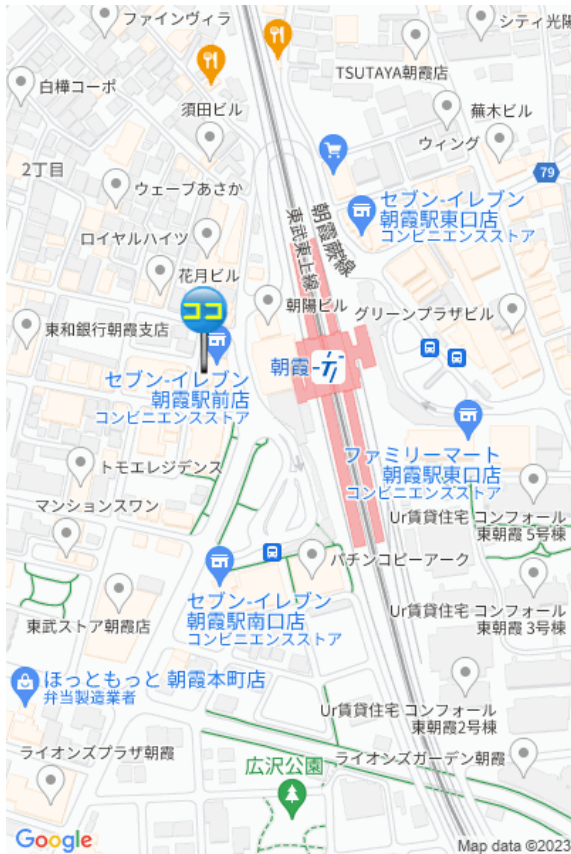 ファインヴィラ
シティ光陽
TSUTAYA朝霞店
白樺コーポ
須田ビル
蕪木ビル
ウィング
2丁目
79
ウェーブあさか
セブン-イレブン
朝霞駅東口店
コンビニエンスストア
朝霞蕨線
東武東上線
ロイヤルハイツ
花月ビル
ココ
朝陽ビル
グリーンプラザビル
東和銀行朝霞支店
朝霞
セブン-イレブン
朝霞駅前店
コンビニエンスストア
ファミリーマート
朝霞駅東口店
コンビニエンスストア
トモエレジデンス
マンションスワン
Ur賃貸住宅 コンフォール
東朝霞 5号棟
パチンコピーアーク
セブン-イレブン
朝霞駅南口店
コンビニエンスストア
Ur賃貸住宅 コンフォール
東朝霞 3号棟
東武ストア朝霞店
ほっともっと 朝霞本町店
弁当製造業者
Ur賃貸住宅 コンフォール
東朝霞2号棟
ライオンズプラザ朝霞
広沢公園
ライオンズガーデン朝霞
Google
Map data ©2023